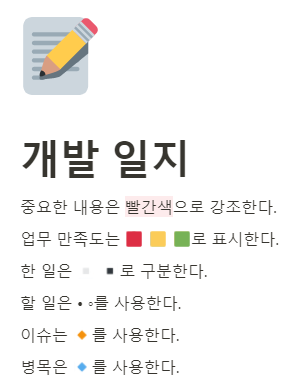 개발 일지
중요한 내용은 빨간색으로 강조한다.
업무 만족도는 🟥 🟨 🟩로 표시한다.
한 일은 ▫️ ▪️로 구분한다.
할 일은 • ◦를 사용한다.
이슈는 🔸를 사용한다.
병목은 🔹를 사용한다.